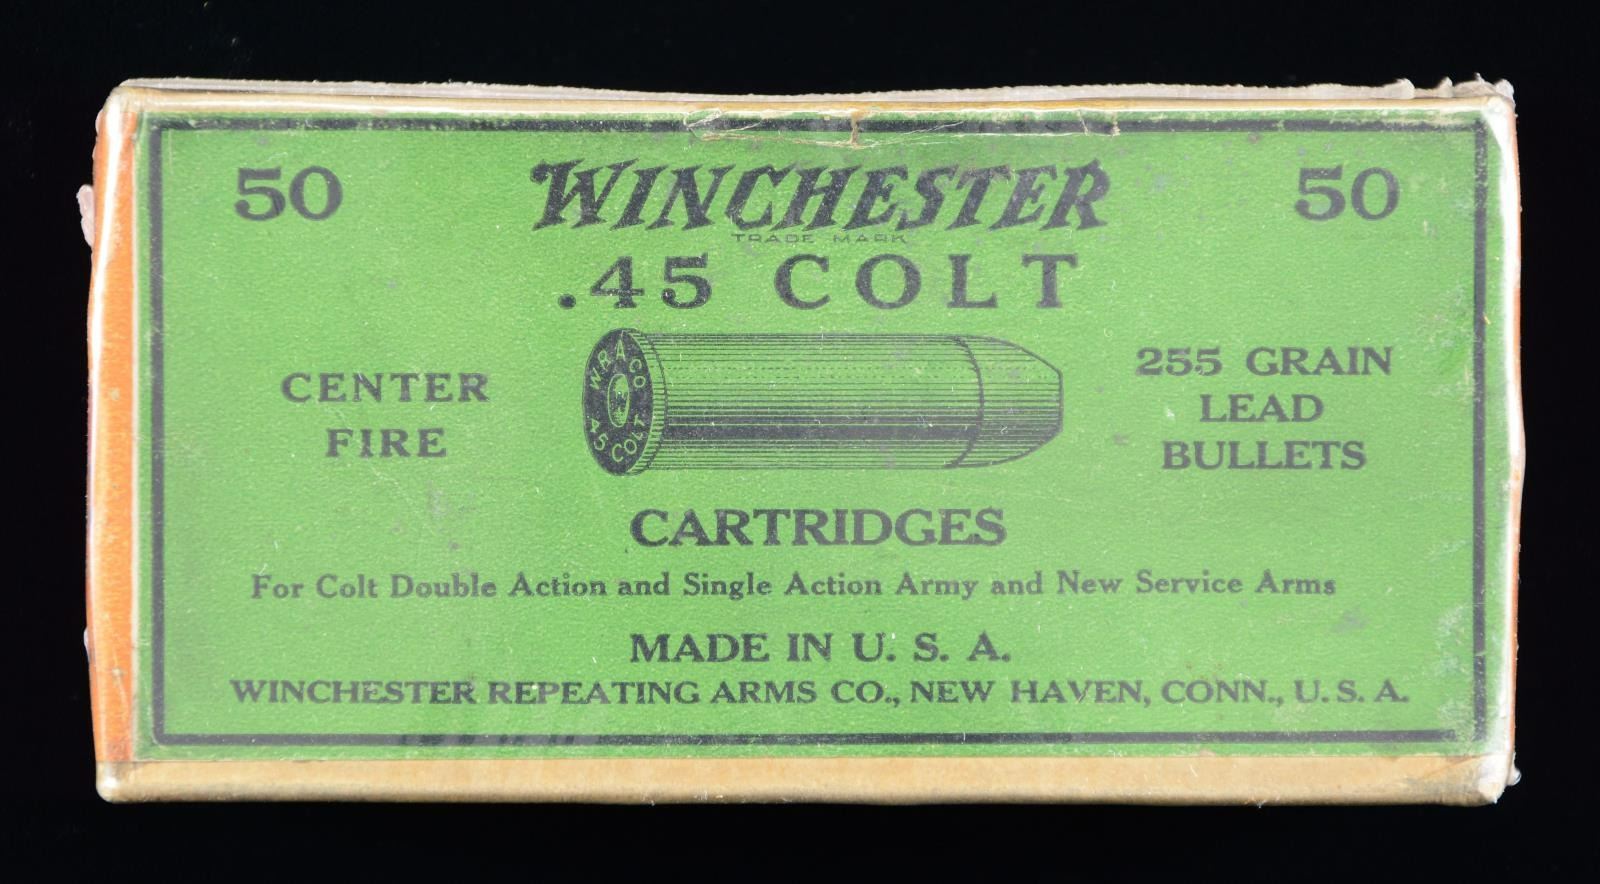 50 WINCHESTER 50
TRADE MARK
.45 COLT
CENTER
FIRE
W.R.A CO
W
45 COLT
255 GRAIN
LEAD
BULLETS
CARTRIDGES
For Colt Double Action and Single Action Army and New Service Arms
MADE IN U. S. A.
WINCHESTER REPEATING ARMS CO., NEW HAVEN, CONN., U. S. A.